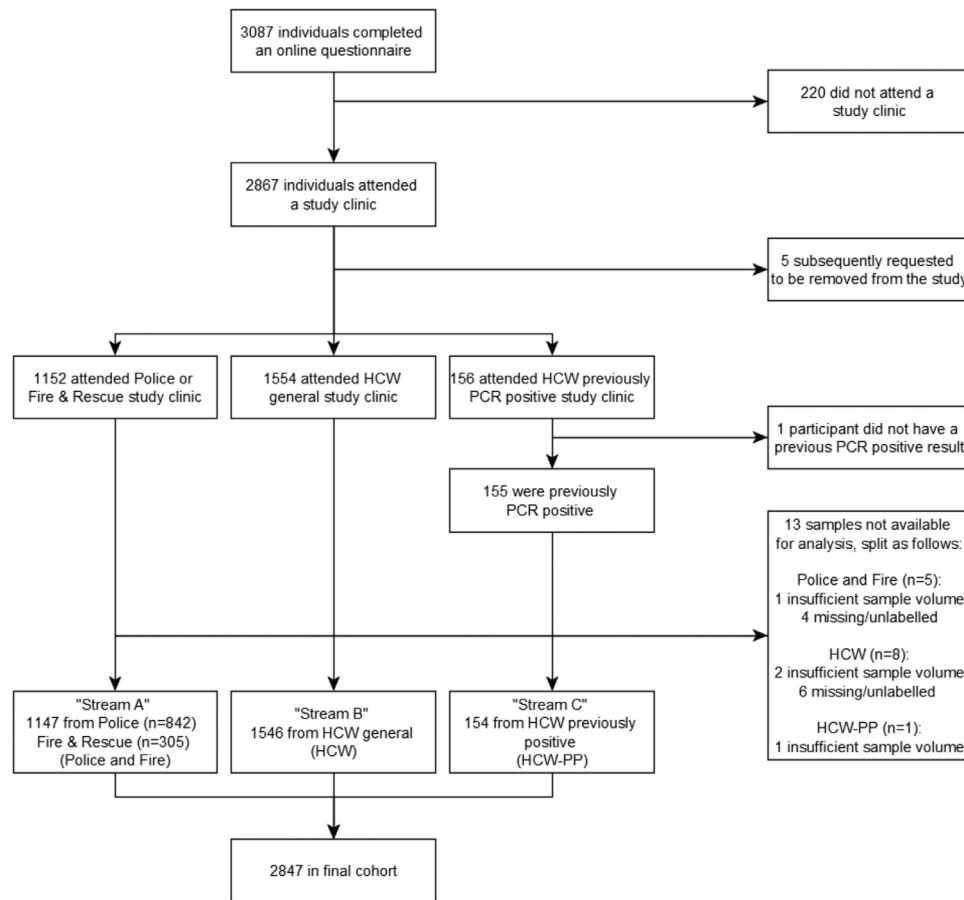 3087 individuals completed
an online questionnaire
220 did not attend a
study clinic
2867 individuals attended
a study clinic
5 subsequently requested
to be removed from the study
1152 attended Police or
Fire & Rescue study clinic
1554 attended HCW
general study clinic
156 attended HCW previously
PCR positive study clinic
1 participant did not have a
previous PCR positive result
155 were previously
PCR positive
13 samples not available
for analysis, split as follows:
Police and Fire (n=5):
1 insufficient sample volume
4 missing/unlabelled
HCW (n=8):
2 insufficient sample volume
6 missing/unlabelled
HCW-PP (n=1):
1 insufficient sample volume
"Stream A"
1147 from Police (n=842)
Fire & Rescue (n=305)
(Police and Fire)
"Stream B"
1546 from HCW general
(HCW)
"Stream C"
154 from HCW previously
positive
(HCW-PP)
2847 in final cohort